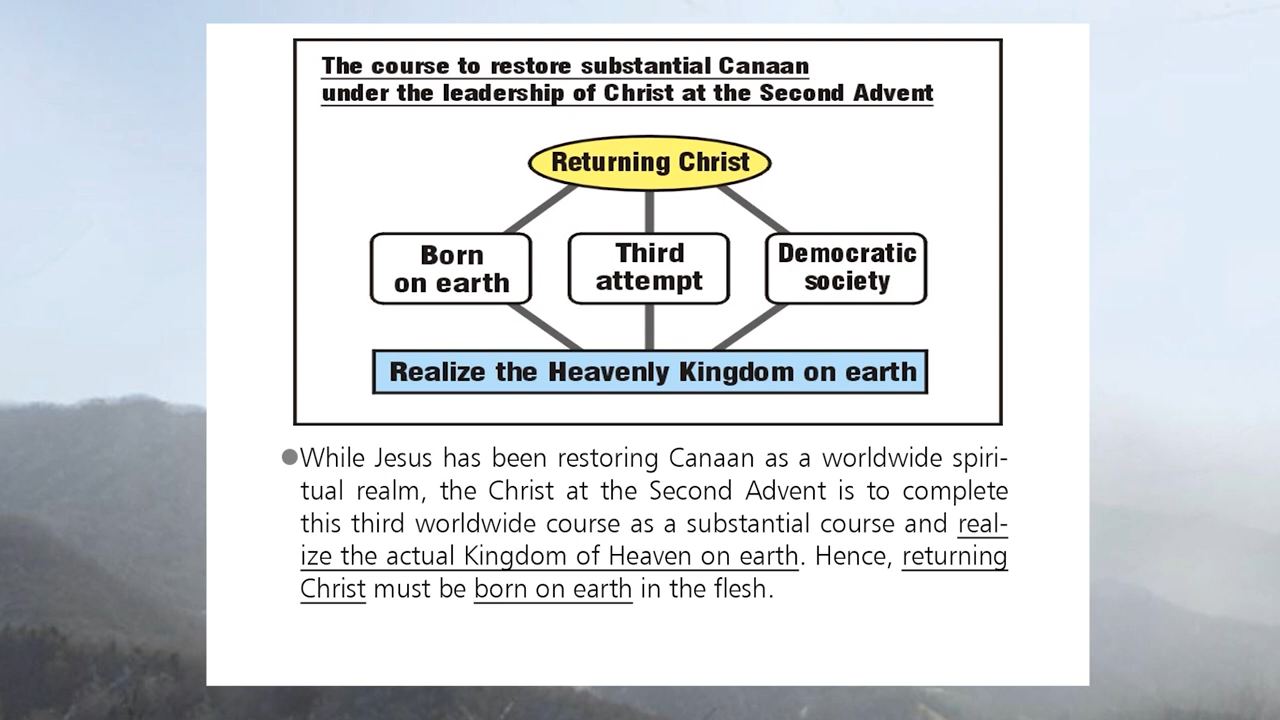 The course to restore substantial Canaan
under the leadership of Christ at the Second Advent
Returning Christ
Born
on earth
Third
attempt
Democratic
society
Realize the Heavenly Kingdom on earth
●While Jesus has been restoring Canaan as a worldwide spiri-
tual realm, the Christ at the Second Advent is to complete
this third worldwide course as a substantial course and real-
ize the actual Kingdom of Heaven on earth. Hence, returning
Christ must be born on earth in the flesh.